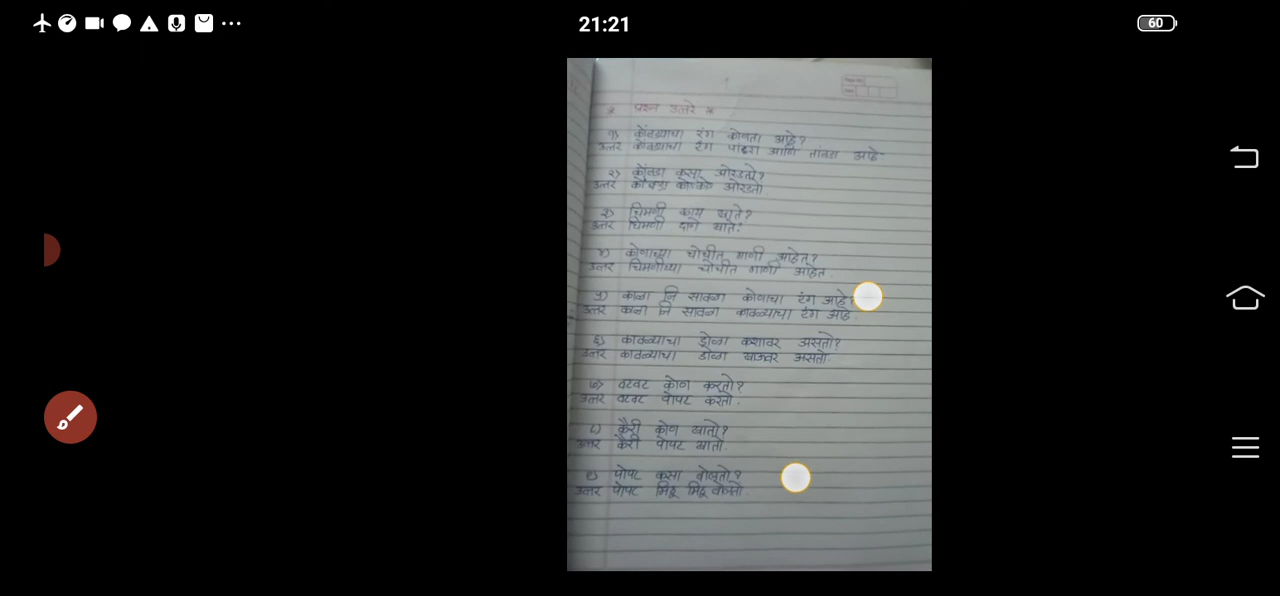 21:21
60
* प्रश्न उत्तरे *
१) कोंबड्याचा रंग कोणता आहे?
उत्तर कोंबड्याचा रंग पांढरा आणि तांबडा आहे.
२) कोंबडा कसा ओरडतो?
उत्तर कोंबडा ओरडतो.
३) चिमणी काय खाते?
उत्तर चिमणी दाणे खाते.
४) कोणाच्या चोचीत गाणी आहेत?
उत्तर चिमणीच्या चोचीत गाणी आहेत.
५) काळा नि सावळा कोणाचा रंग आहे?
उत्तर काळा नि सावळा कावळ्याचा रंग आहे.
६) कावळ्याचा डोळा कशावर असतो?
उत्तर कावळ्याचा डोळा खाऊवर असतो.
७) वटवट कोण करतो?
उत्तर वटवट पोपट करतो.
८) कैरी कोण खातो?
उत्तर कैरी पोपट खातो.
९) पोपट कसा बोलतो?
उत्तर पोपट मिठू मिठू बोलतो.